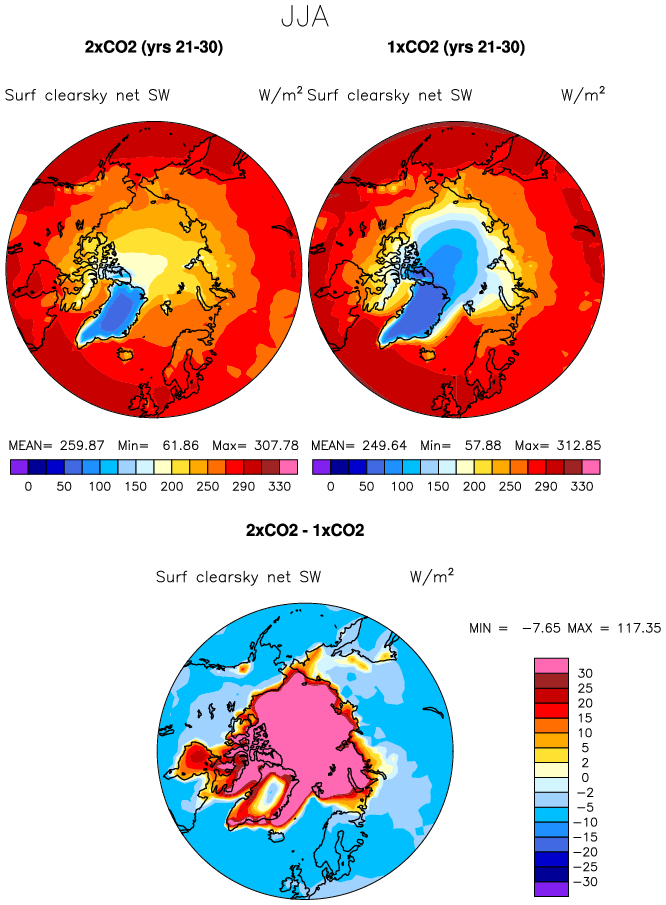 JJA
2xCO2 (yrs 21-30) 1xCO2 (yrs 21-30)
Surf clearsky net SW W/m² Surf clearsky net SW W/m²
MEAN= 259.87 Min= 61.86 Max= 307.78 MEAN= 249.64 Min= 57.88 Max= 312.85
0 50 100 150 200 250 290 330 0 50 100 150 200 250 290 330
2xCO2 - 1xCO2
Surf clearsky net SW W/m²
MIN = -7.65 MAX = 117.35
30
25
20
15
10
5
2
0
-2
-5
-10
-15
-20
-25
-30